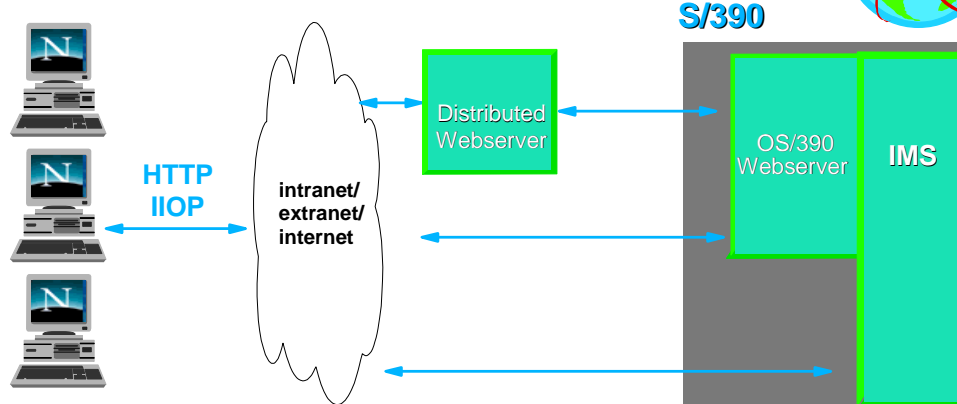 S/390
N
N
N
HTTP
IIOP
intranet/
extranet/
internet
Distributed
Webserver
OS/390
Webserver
IMS